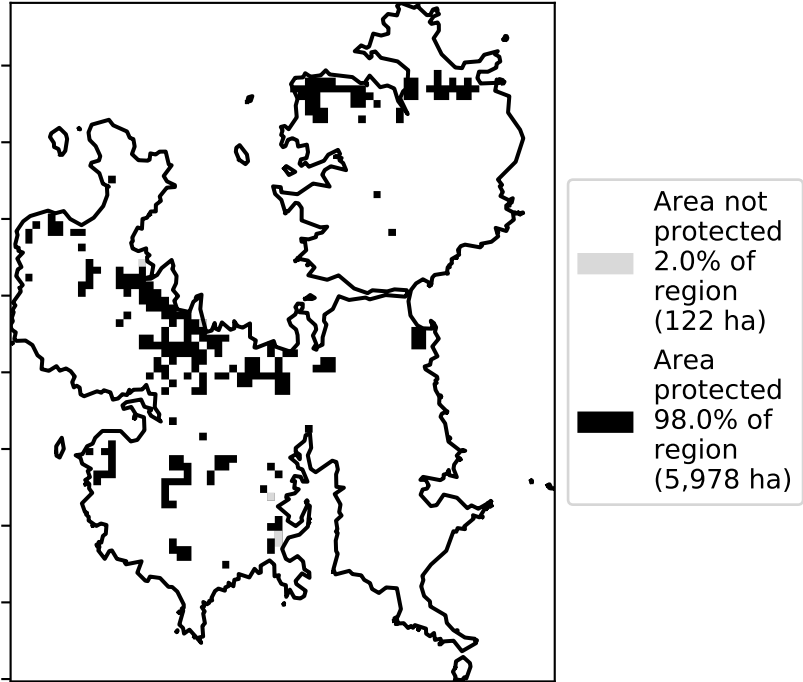 Area not
protected
2.0% of
region
(122 ha)
Area
protected
98.0% of
region
(5,978 ha)